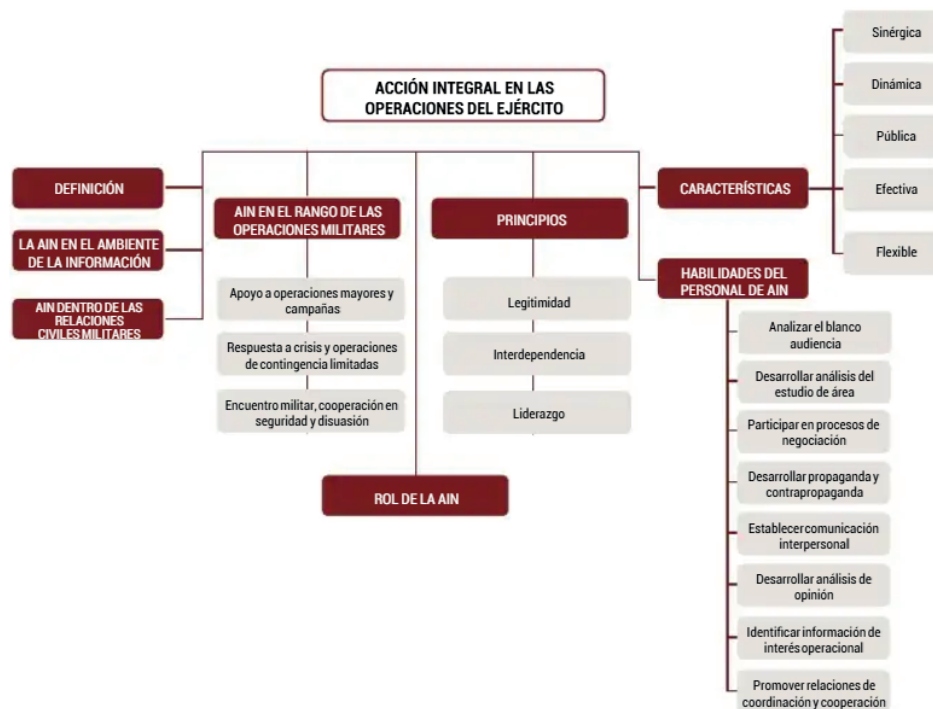 ACCIÓN INTEGRAL EN LAS
OPERACIONES DEL EJÉRCITO
DEFINICIÓN
LA AIN EN EL AMBIENTE
DE LA INFORMACIÓN
AIN DENTRO DE LAS
RELACIONES
CIVILES MILITARES
AIN EN EL RANGO DE LAS
OPERACIONES MILITARES
Apoyo a operaciones mayores y
campañas
Respuesta a crisis y operaciones
de contingencia limitadas
Encuentro militar, cooperación en
seguridad y disuasión
ROL DE LA AIN
PRINCIPIOS
Legitimidad
Interdependencia
Liderazgo
CARACTERÍSTÍCAS
Sinérgica
Dinámica
Pública
Efectiva
Flexible
HABILIDADES DEL
PERSONAL DE AIN
Analizar el blanco
audiencia
Desarrollar análisis del
estudio de área
Participar en procesos de
negociación
Desarrollar propaganda y
contrapropaganda
Establecer comunicación
interpersonal
Desarrollar análisis de
opinión
Identificar información de
interés operacional
Promover relaciones de
coordinación y cooperación